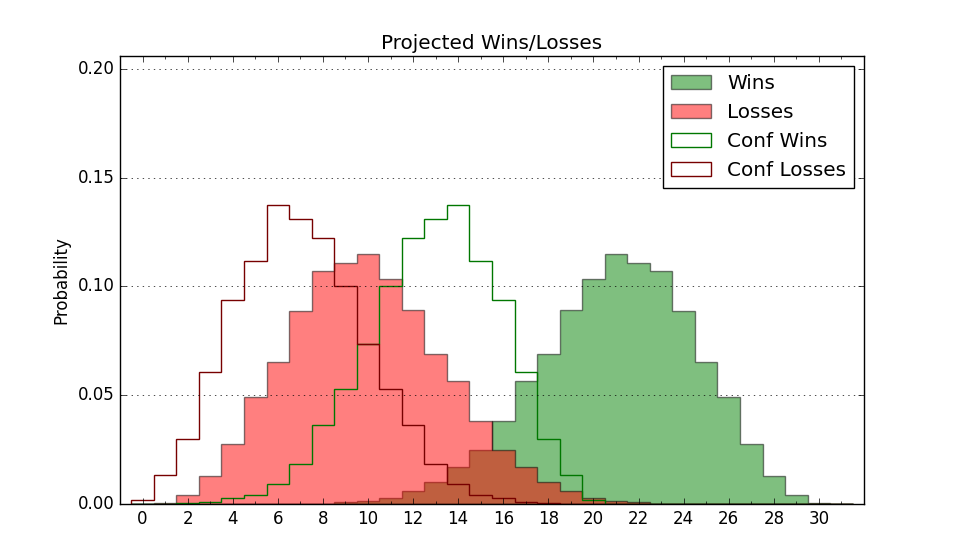 Projected Wins/Losses
Probability
0.20
0.15
0.10
0.05
0.00
Wins
Losses
Conf Wins
Conf Losses
0 2 4 6 8 10 12 14 16 18 20 22 24 26 28 30